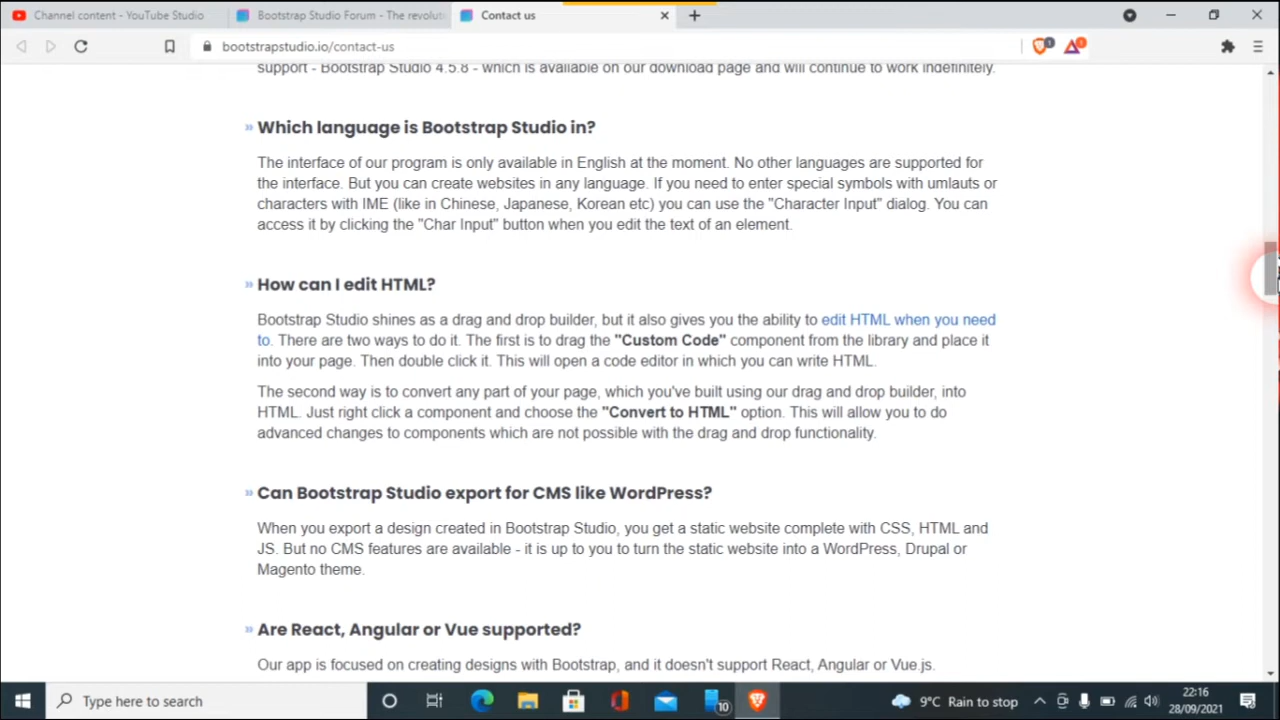 Channel content - YouTube Studio
Bootstrap Studio Forum - The revoluti
Contact us
bootstrapstudio.io/contact-us
1
1
support - Bootstrap Studio 4.5.8 - which is available on our download page and will continue to work indefinitely.
» Which language is Bootstrap Studio in?
The interface of our program is only available in English at the moment. No other languages are supported for
the interface. But you can create websites in any language. If you need to enter special symbols with umlauts or
characters with IME (like in Chinese, Japanese, Korean etc) you can use the "Character Input" dialog. You can
access it by clicking the "Char Input" button when you edit the text of an element.
» How can I edit HTML?
Bootstrap Studio shines as a drag and drop builder, but it also gives you the ability to edit HTML when you need
to. There are two ways to do it. The first is to drag the "Custom Code" component from the library and place it
into your page. Then double click it. This will open a code editor in which you can write HTML.
The second way is to convert any part of your page, which you've built using our drag and drop builder, into
HTML. Just right click a component and choose the "Convert to HTML" option. This will allow you to do
advanced changes to components which are not possible with the drag and drop functionality.
» Can Bootstrap Studio export for CMS like WordPress?
When you export a design created in Bootstrap Studio, you get a static website complete with CSS, HTML and
JS. But no CMS features are available - it is up to you to turn the static website into a WordPress, Drupal or
Magento theme.
» Are React, Angular or Vue supported?
Our app is focused on creating designs with Bootstrap, and it doesn't support React, Angular or Vue.js.
Type here to search
10
9°C Rain to stop
22:16
28/09/2021